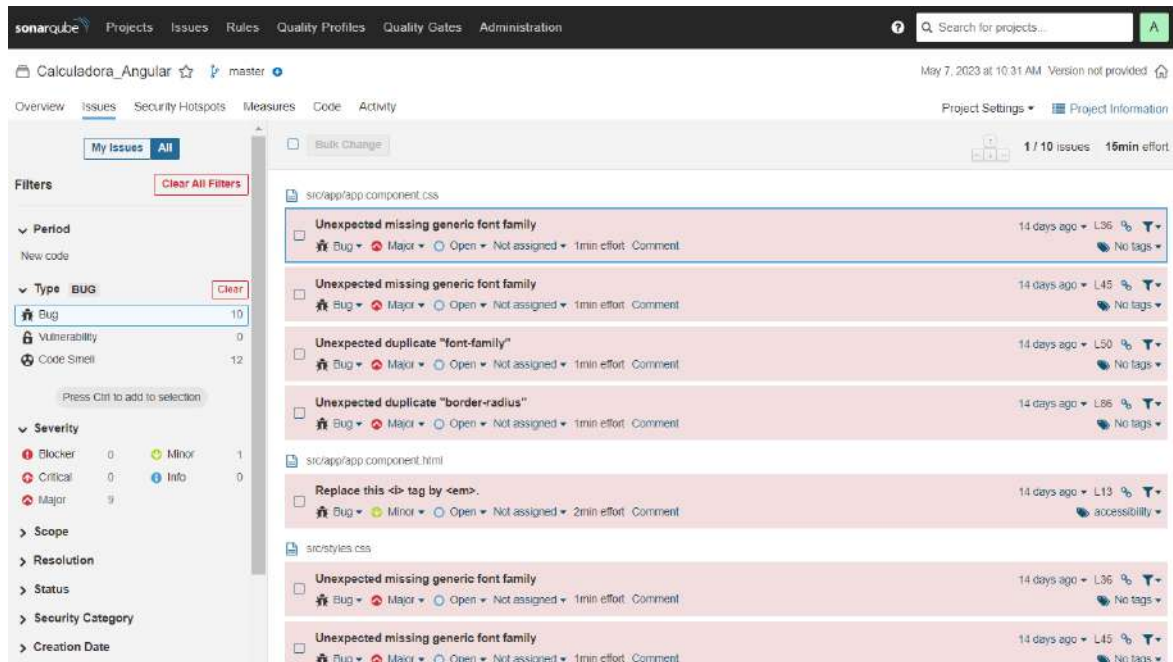 sonarqube Projects Issues Rules Quality Profiles Quality Gates Administration ? Search for projects... A
Calculadora_Angular master May 7, 2023 at 10:31 AM Version not provided
Overview Issues Security Hotspots Measures Code Activity Project Settings Project Information
My Issues All
Bulk Change 1 / 10 issues 15min effort
Filters Clear All Filters
Period
New code
Type BUG Clear
Bug 10
Vulnerability 0
Code Smell 12
Press Ctrl to add to selection
Severity
Blocker 0 Minor 1
Critical 0 Info 0
Major 9
Scope
Resolution
Status
Security Category
Creation Date
src/app/app.component.css
Unexpected missing generic font family 14 days ago L36
Bug Major Open Not assigned 1min effort Comment No tags
Unexpected missing generic font family 14 days ago L45
Bug Major Open Not assigned 1min effort Comment No tags
Unexpected duplicate "font-family" 14 days ago L50
Bug Major Open Not assigned 1min effort Comment No tags
Unexpected duplicate "border-radius" 14 days ago L86
Bug Major Open Not assigned 1min effort Comment No tags
src/app/app.component.html
Replace this <i> tag by <em>. 14 days ago L13
Bug Minor Open Not assigned 2min effort Comment accessibility
src/styles.css
Unexpected missing generic font family 14 days ago L36
Bug Major Open Not assigned 1min effort Comment No tags
Unexpected missing generic font family 14 days ago L45
Bug Major Open Not assigned 1min effort Comment No tags